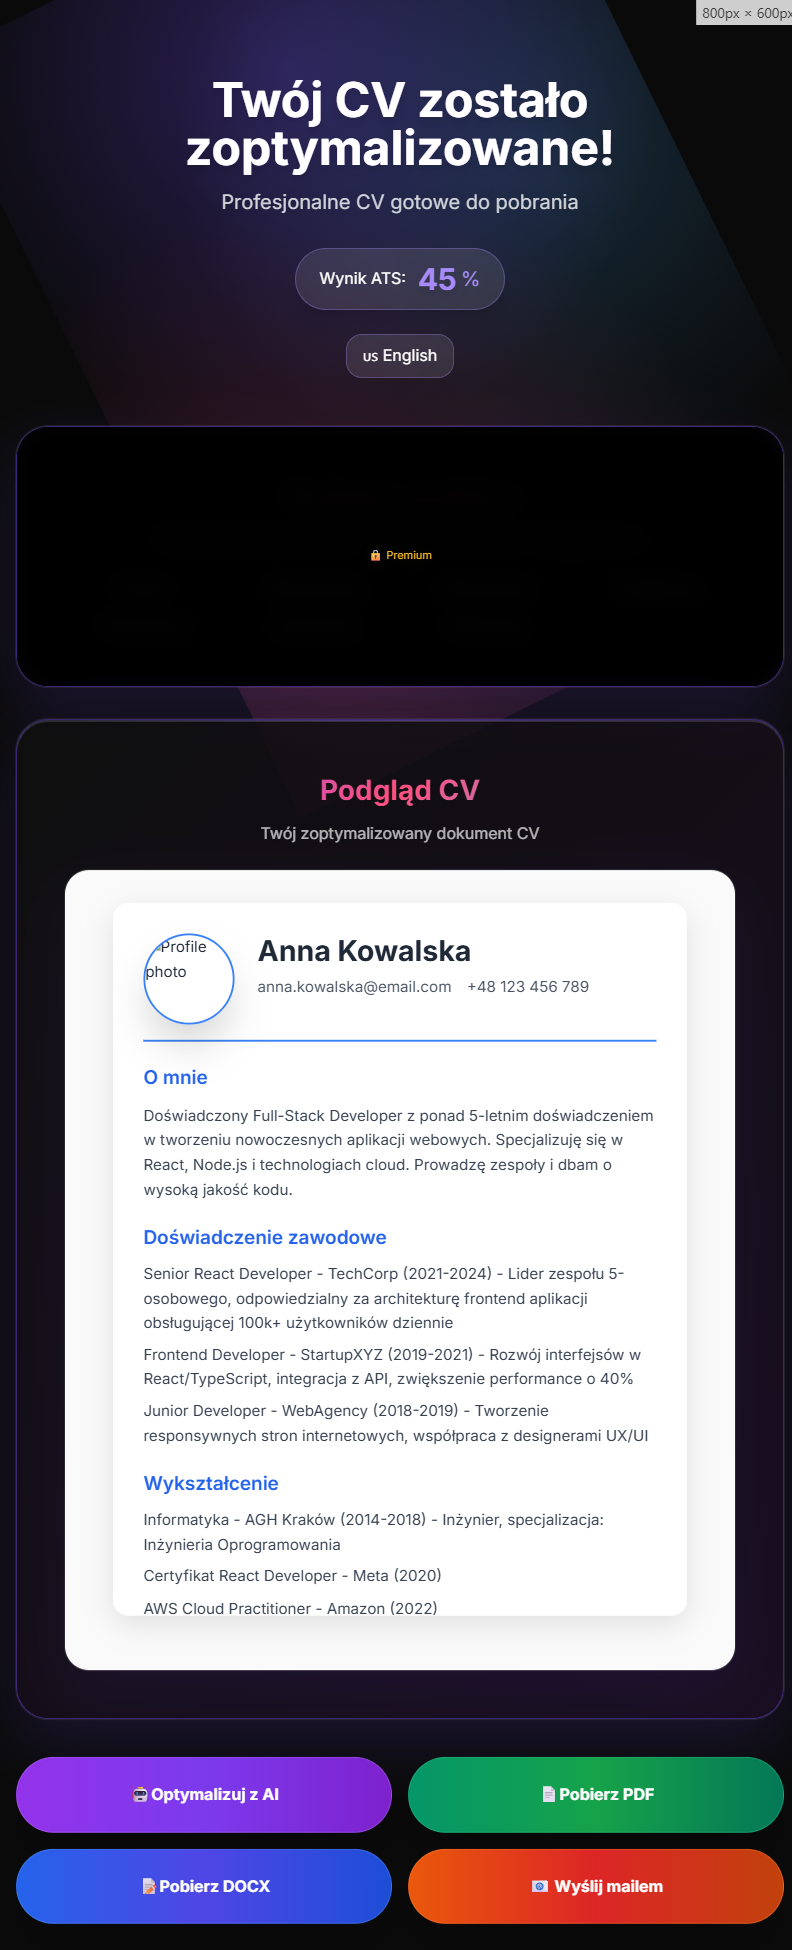 800px × 600px
Twój CV zostało
zoptymalizowane!
Profesjonalne CV gotowe do pobrania
Wynik ATS: 45 %
US English
🔒 Premium
Podgląd CV
Twój zoptymalizowany dokument CV
Profile
photo
Anna Kowalska
anna.kowalska@email.com +48 123 456 789
O mnie
Doświadczony Full-Stack Developer z ponad 5-letnim doświadczeniem
w tworzeniu nowoczesnych aplikacji webowych. Specjalizuję się w
React, Node.js i technologiach cloud. Prowadzę zespoły i dbam o
wysoką jakość kodu.
Doświadczenie zawodowe
Senior React Developer - TechCorp (2021-2024) - Lider zespołu 5-
osobowego, odpowiedzialny za architekturę frontend aplikacji
obsługującej 100k+ użytkowników dziennie
Frontend Developer - StartupXYZ (2019-2021) - Rozwój interfejsów w
React/TypeScript, integracja z API, zwiększenie performance o 40%
Junior Developer - WebAgency (2018-2019) - Tworzenie
responsywnych stron internetowych, współpraca z designerami UX/UI
Wykształcenie
Informatyka - AGH Kraków (2014-2018) - Inżynier, specjalizacja:
Inżynieria Oprogramowania
Certyfikat React Developer - Meta (2020)
AWS Cloud Practitioner - Amazon (2022)
🤖 Optymalizuj z AI
📄 Pobierz PDF
📝 Pobierz DOCX
📧 Wyślij mailem